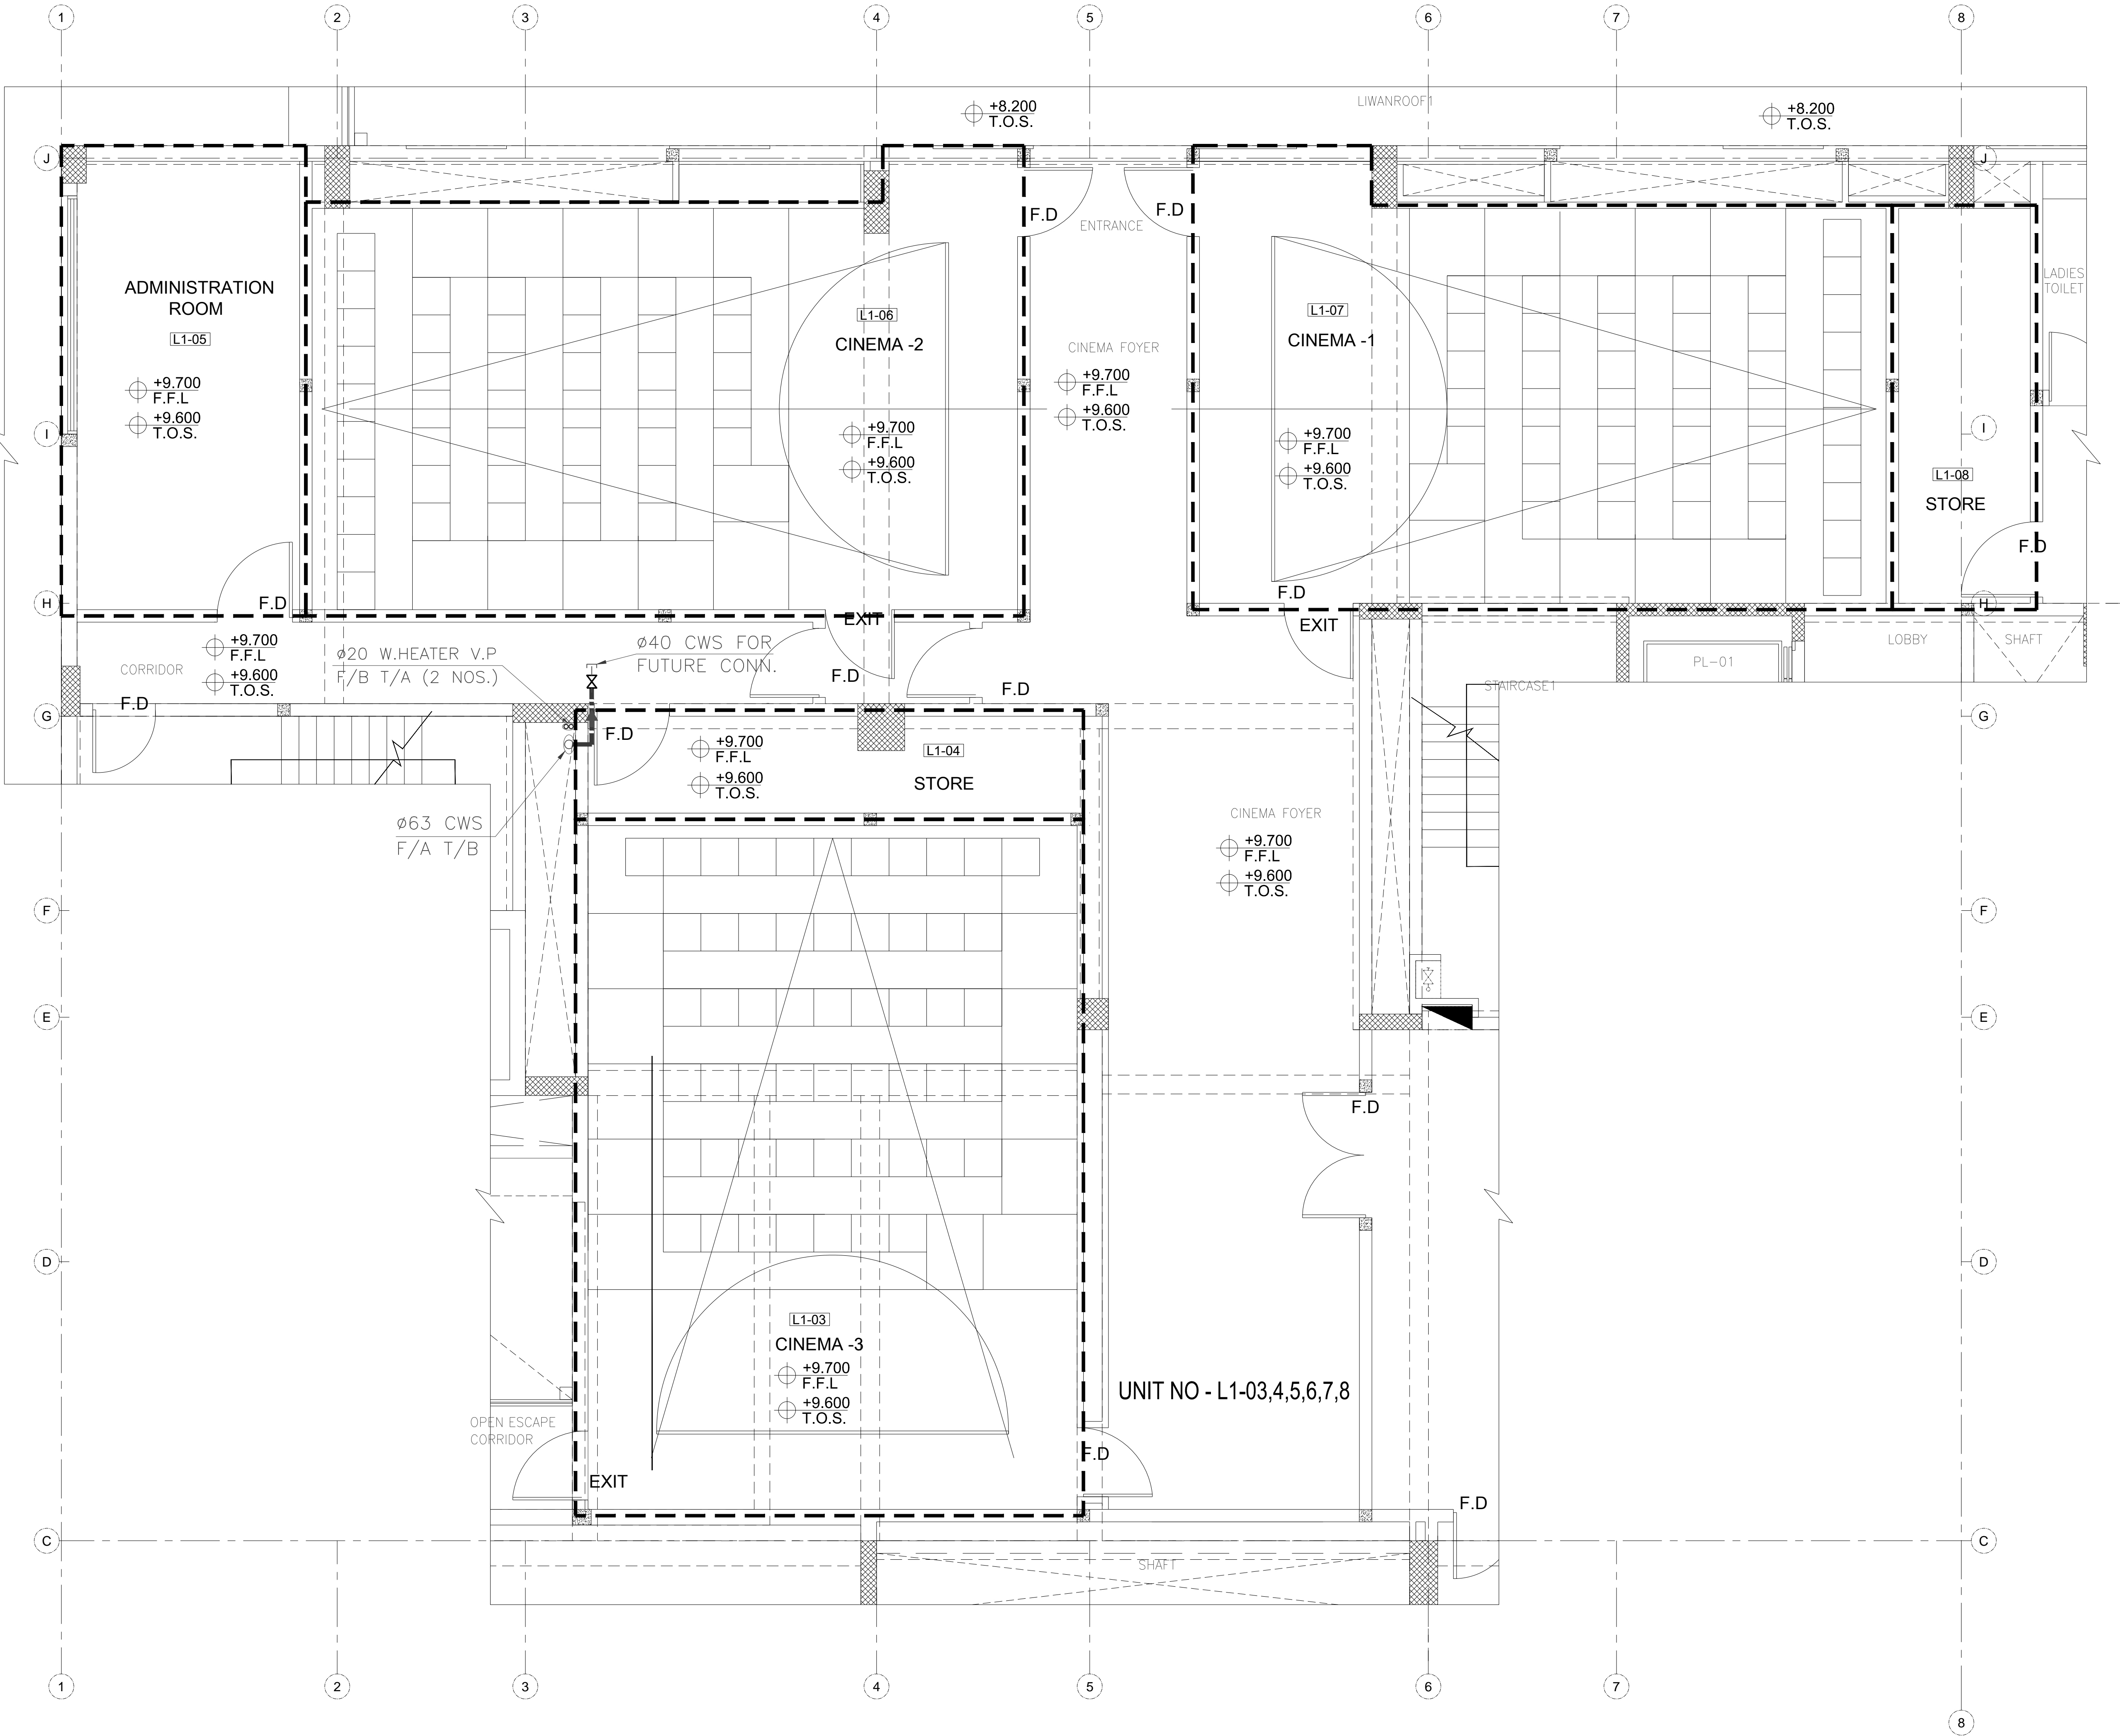 1
2
3
4
5
6
7
8
LIWANROOF1
+8.200
T.O.S.
+8.200
T.O.S.
J
J
F.D
F.D
ENTRANCE
ADMINISTRATION
ROOM
L1-05
+9.700
F.F.L
+9.600
T.O.S.
L1-06
CINEMA -2
+9.700
F.F.L
+9.600
T.O.S.
CINEMA FOYER
+9.700
F.F.L
+9.600
T.O.S.
L1-07
CINEMA -1
+9.700
F.F.L
+9.600
T.O.S.
LADIES
TOILET
I
I
L1-08
STORE
F.D
H
H
F.D
EXIT
F.D
EXIT
F.D
CORRIDOR
+9.700
F.F.L
+9.600
T.O.S.
ø20 W.HEATER V.P
F/B T/A (2 NOS.)
ø40 CWS FOR
FUTURE CONN.
F.D
F.D
LOBBY
SHAFT
PL-01
STAIRCASE1
G
G
F.D
+9.700
F.F.L
+9.600
T.O.S.
L1-04
STORE
ø63 CWS
F/A T/B
CINEMA FOYER
+9.700
F.F.L
+9.600
T.O.S.
F
F
E
E
F.D
D
D
L1-03
CINEMA -3
+9.700
F.F.L
+9.600
T.O.S.
UNIT NO - L1-03,4,5,6,7,8
OPEN ESCAPE
CORRIDOR
F.D
EXIT
F.D
C
C
SHAFT
1
2
3
4
5
6
7
8